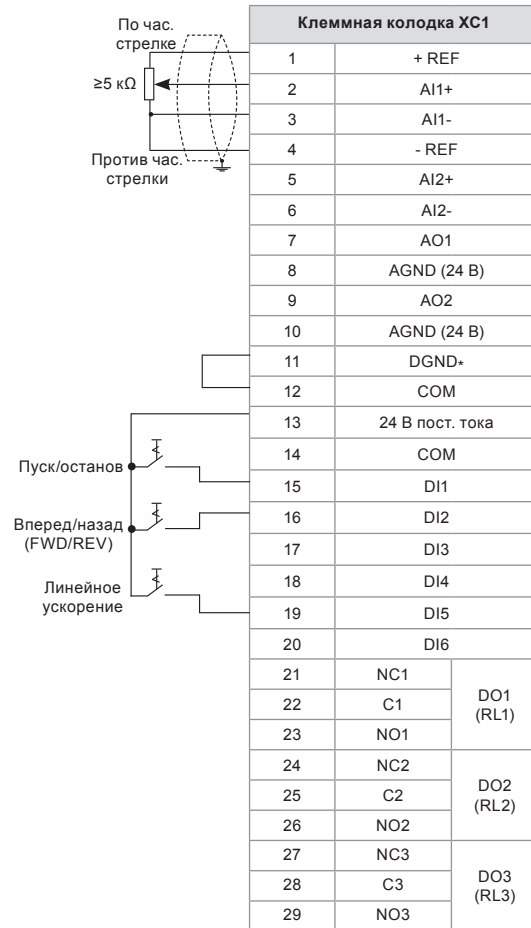 По час.
стрелке
≥5 кΩ
Против час.
стрелки
Пуск/останов
Вперед/назад
(FWD/REV)
Линейное
ускорение
Клеммная колодка XC1
1 + REF
2 AI1+
3 AI1-
4 - REF
5 AI2+
6 AI2-
7 AO1
8 AGND (24 В)
9 AO2
10 AGND (24 В)
11 DGND*
12 COM
13 24 В пост. тока
14 COM
15 DI1
16 DI2
17 DI3
18 DI4
19 DI5
20 DI6
21 NC1
22 C1
23 NO1
DO1
(RL1)
24 NC2
25 C2
26 NO2
DO2
(RL2)
27 NC3
28 C3
29 NO3
DO3
(RL3)